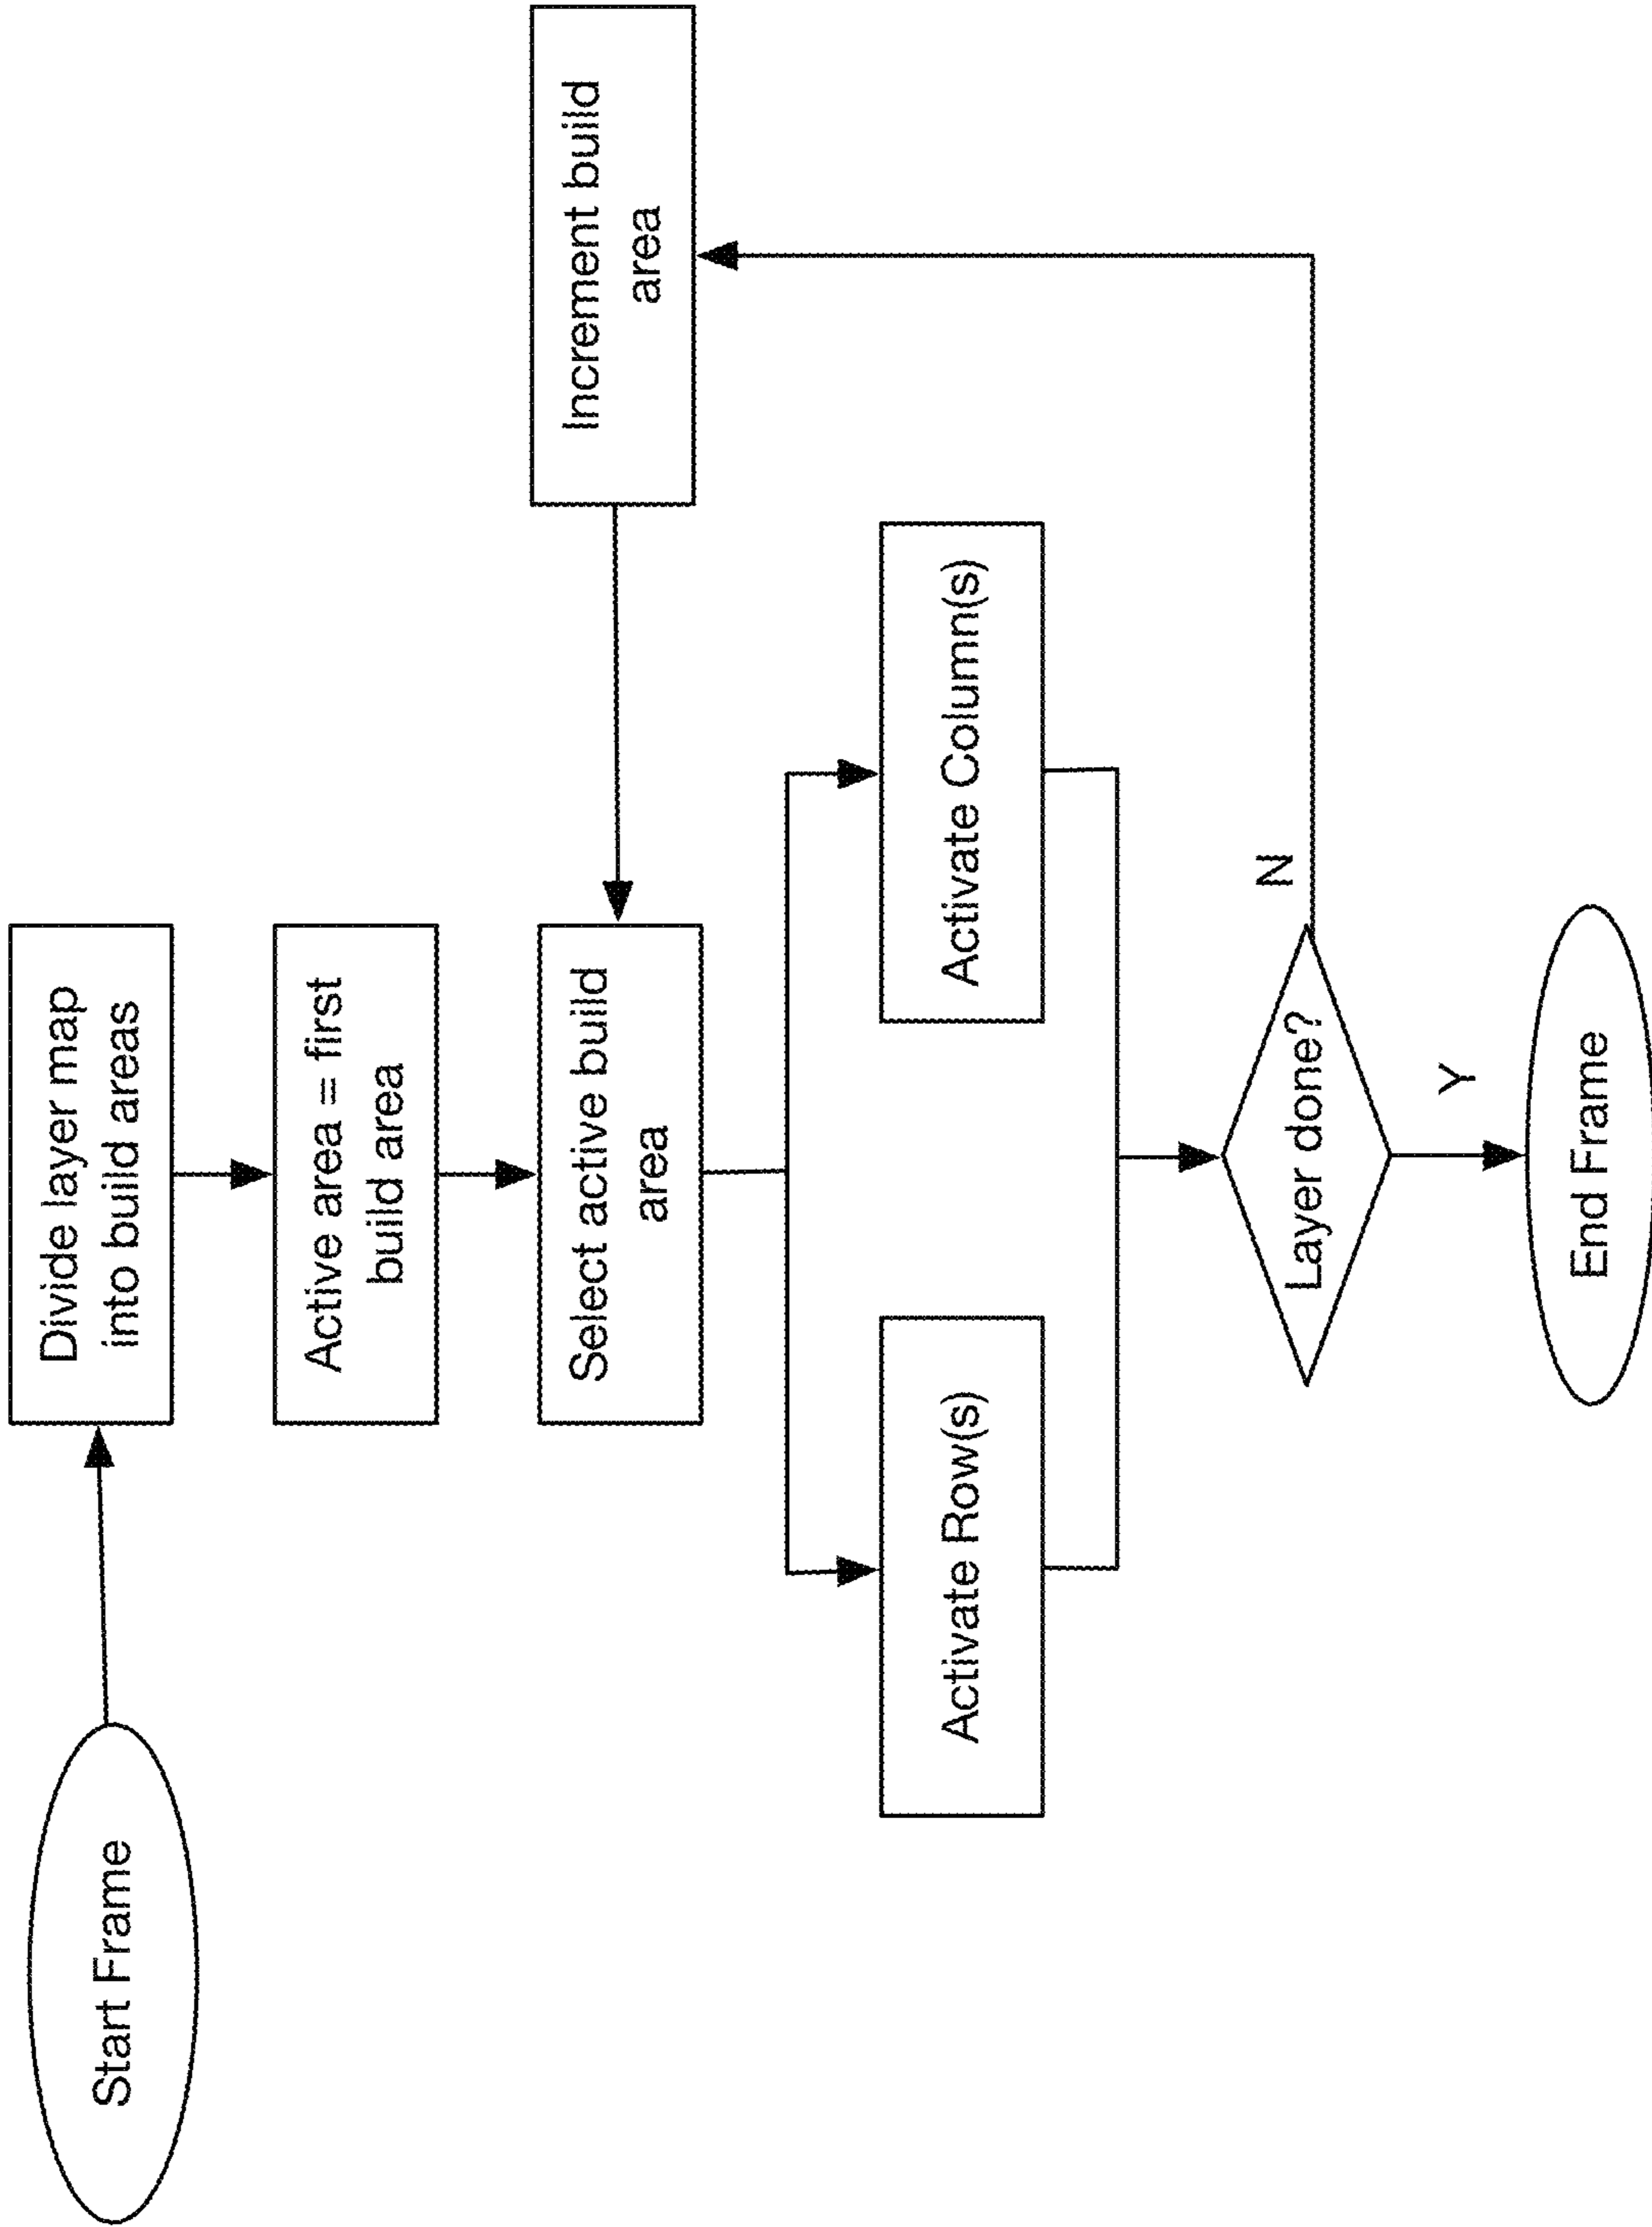 Start Frame
Divide layer map
into build areas
Active area = first
build area
Select active build
area
Increment build
area
Activate Row(s)
Activate Column(s)
Layer done?
N
Y
End Frame